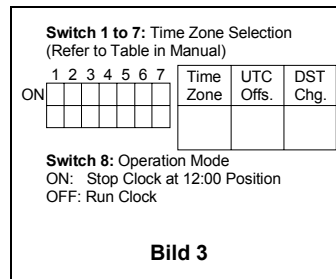 Switch 1 to 7: Time Zone Selection
(Refer to Table in Manual)
1 2 3 4 5 6 7
ON
Time Zone
UTC Offs.
DST Chg.
Switch 8: Operation Mode
ON: Stop Clock at 12:00 Position
OFF: Run Clock
Bild 3